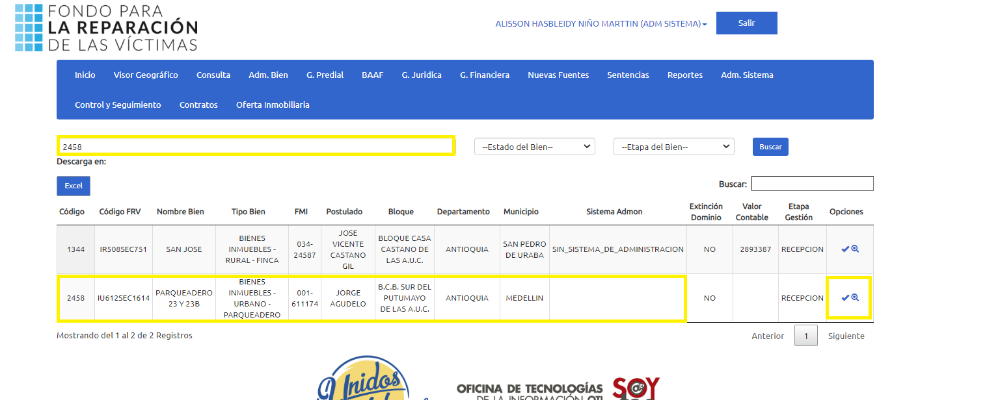 FONDO PARA
LA REPARACIÓN
DE LAS VÍCTIMAS
ALISSON HASBLEIDY NIÑO MARTTIN (ADM SISTEMA)
Salir
Inicio Visor Geográfico Consulta Adm. Bien G. Predial BAAF G. Juridica G. Financiera Nuevas Fuentes Sentencias Reportes Adm. Sistema
Control y Seguimiento Contratos Oferta Inmobiliaria
2458
--Estado del Bien--
--Etapa del Bien--
Buscar
Descarga en:
Excel
Buscar:
Código Código FRV Nombre Bien Tipo Bien FMI Postulado Bloque Departamento Municipio Sistema Admon Extinción Dominio Valor Contable Etapa Gestión Opciones
1344 IR508SEC751 SAN JOSE BIENES INMUEBLES - RURAL - FINCA 034-24587 JOSE VICENTE CASTANO GIL BLOQUE CASA CASTANO DE LAS A.U.C. ANTIOQUIA SAN PEDRO DE URABA SIN_SISTEMA_DE_ADMINISTRACION NO 2893387 RECEPCION
2458 IU612SEC1614 PARQUEADERO 23 Y 23B BIENES INMUEBLES - URBANO - PARQUEADERO 001-611174 JORGE AGUDELO B.C.B. SUR DEL PUTUMAYO DE LAS A.U.C. ANTIOQUIA MEDELLIN NO RECEPCION
Mostrando del 1 al 2 de 2 Registros
Anterior 1 Siguiente
Unidos
OFICINA DE TECNOLOGÍAS
DE LA INFORMACIÓN OTI
SOY